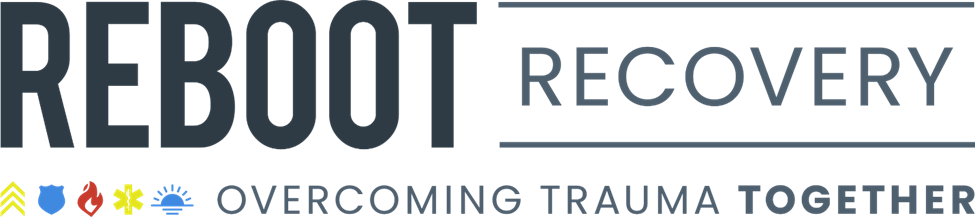 REBOOT RECOVERY
OVERCOMING TRAUMA TOGETHER